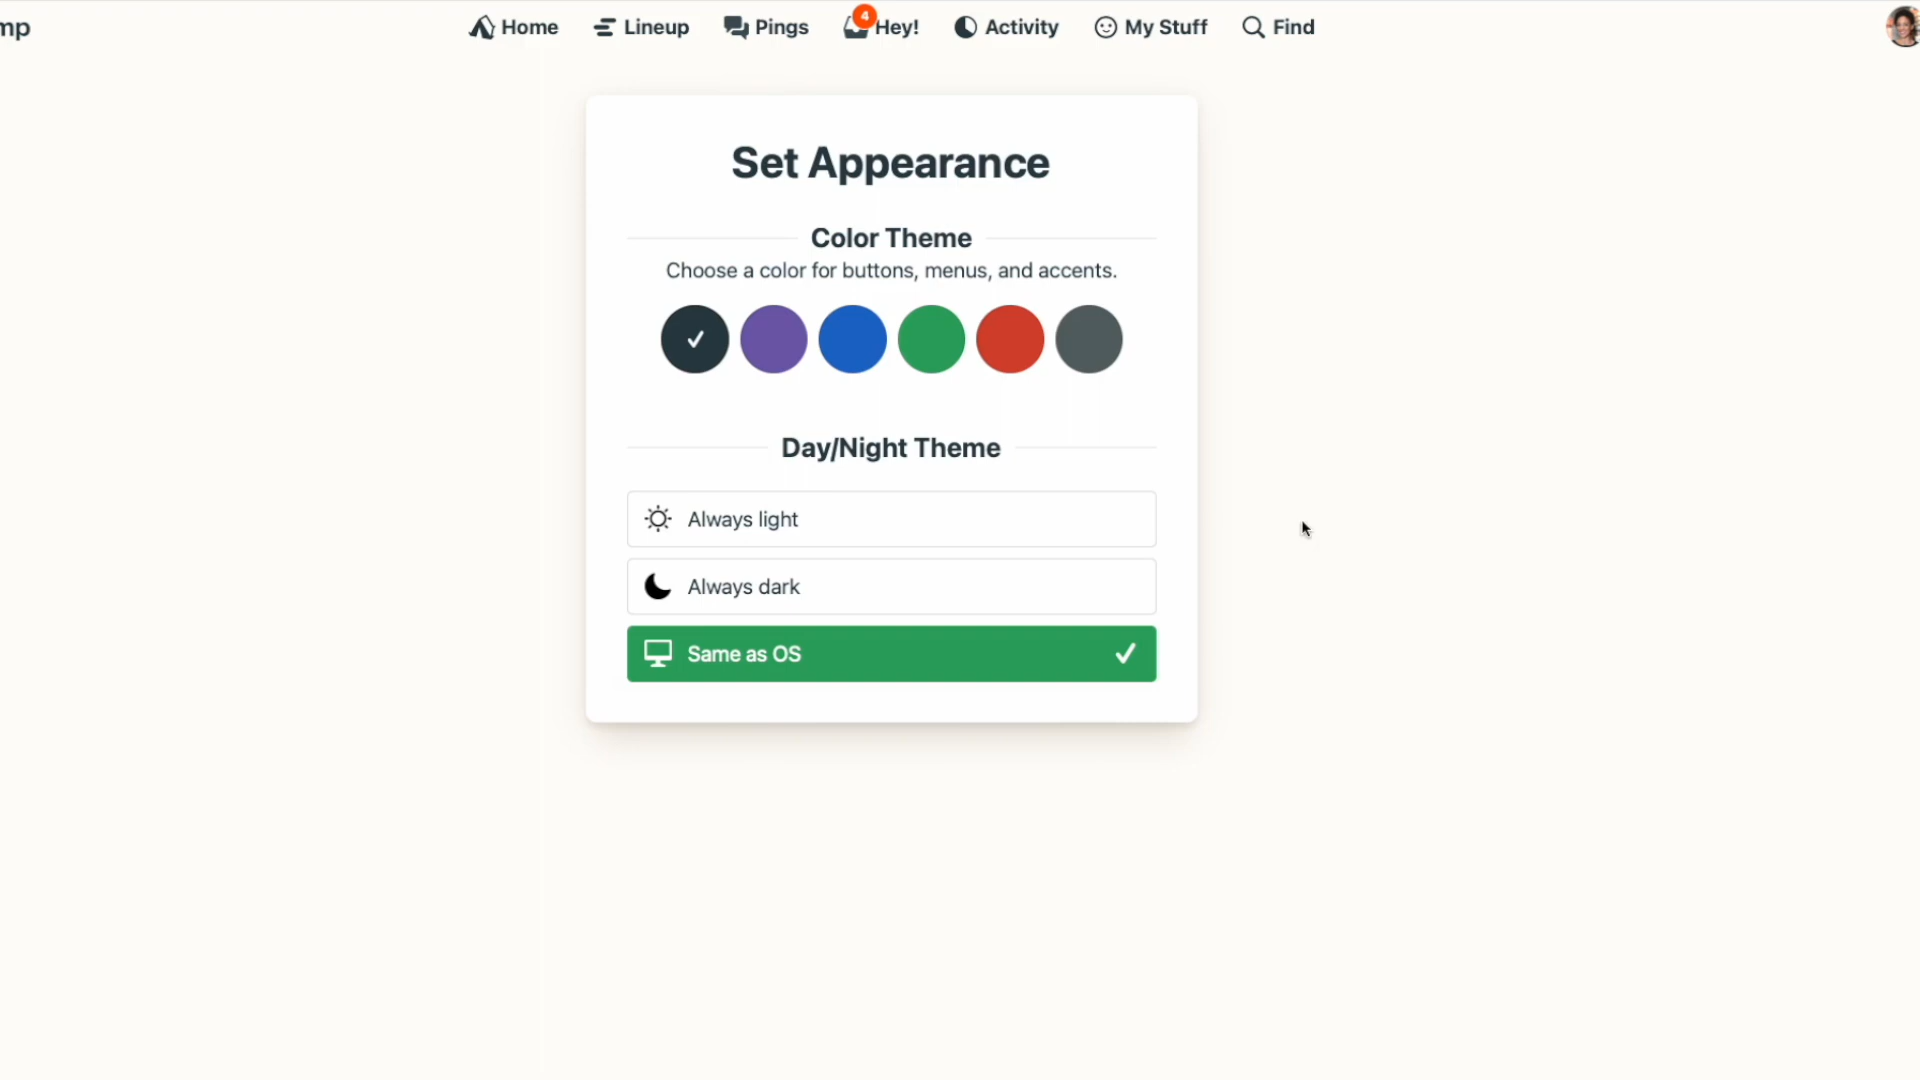 mp
Home
Lineup
Pings
4
Hey!
Activity
My Stuff
Find
Set Appearance
Color Theme
Choose a color for buttons, menus, and accents.
Day/Night Theme
Always light
Always dark
Same as OS